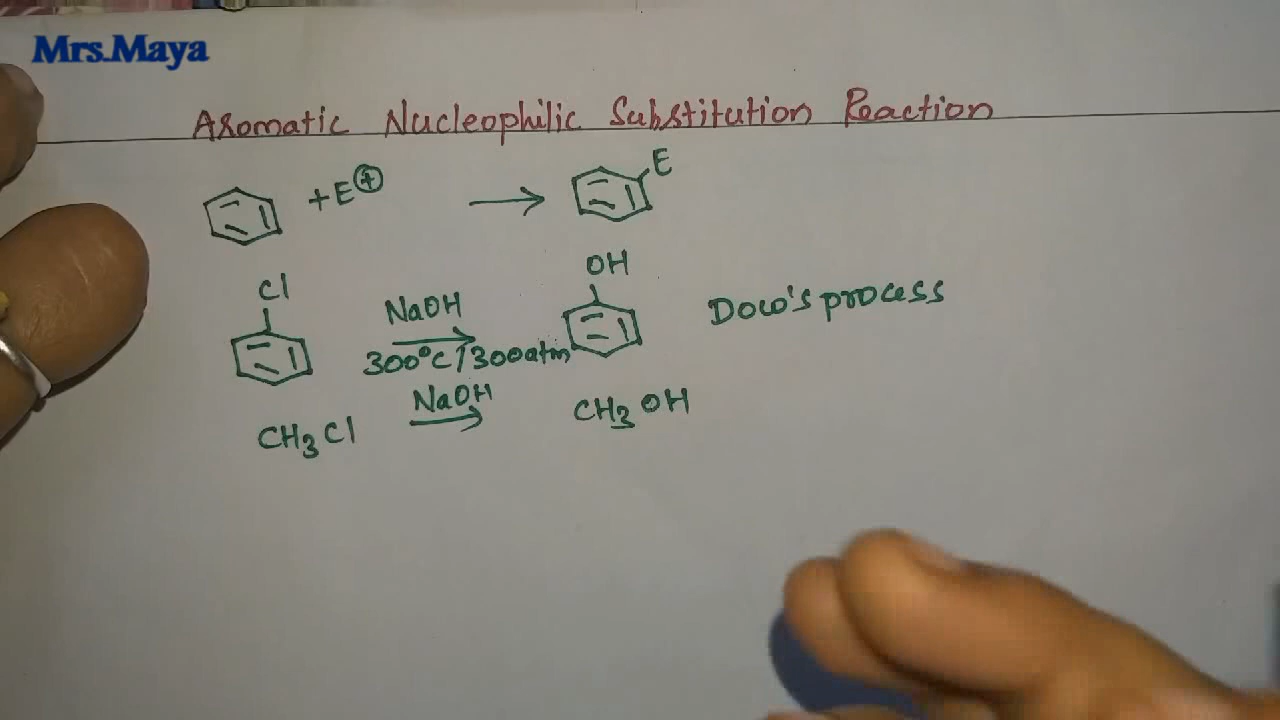 Mrs.Maya
Aromatic Nucleophilic Substitution Reaction
+E⊕ → E
Cl NaOH 300°C/300atm OH Dow's process
CH₃Cl NaOH → CH₃OH